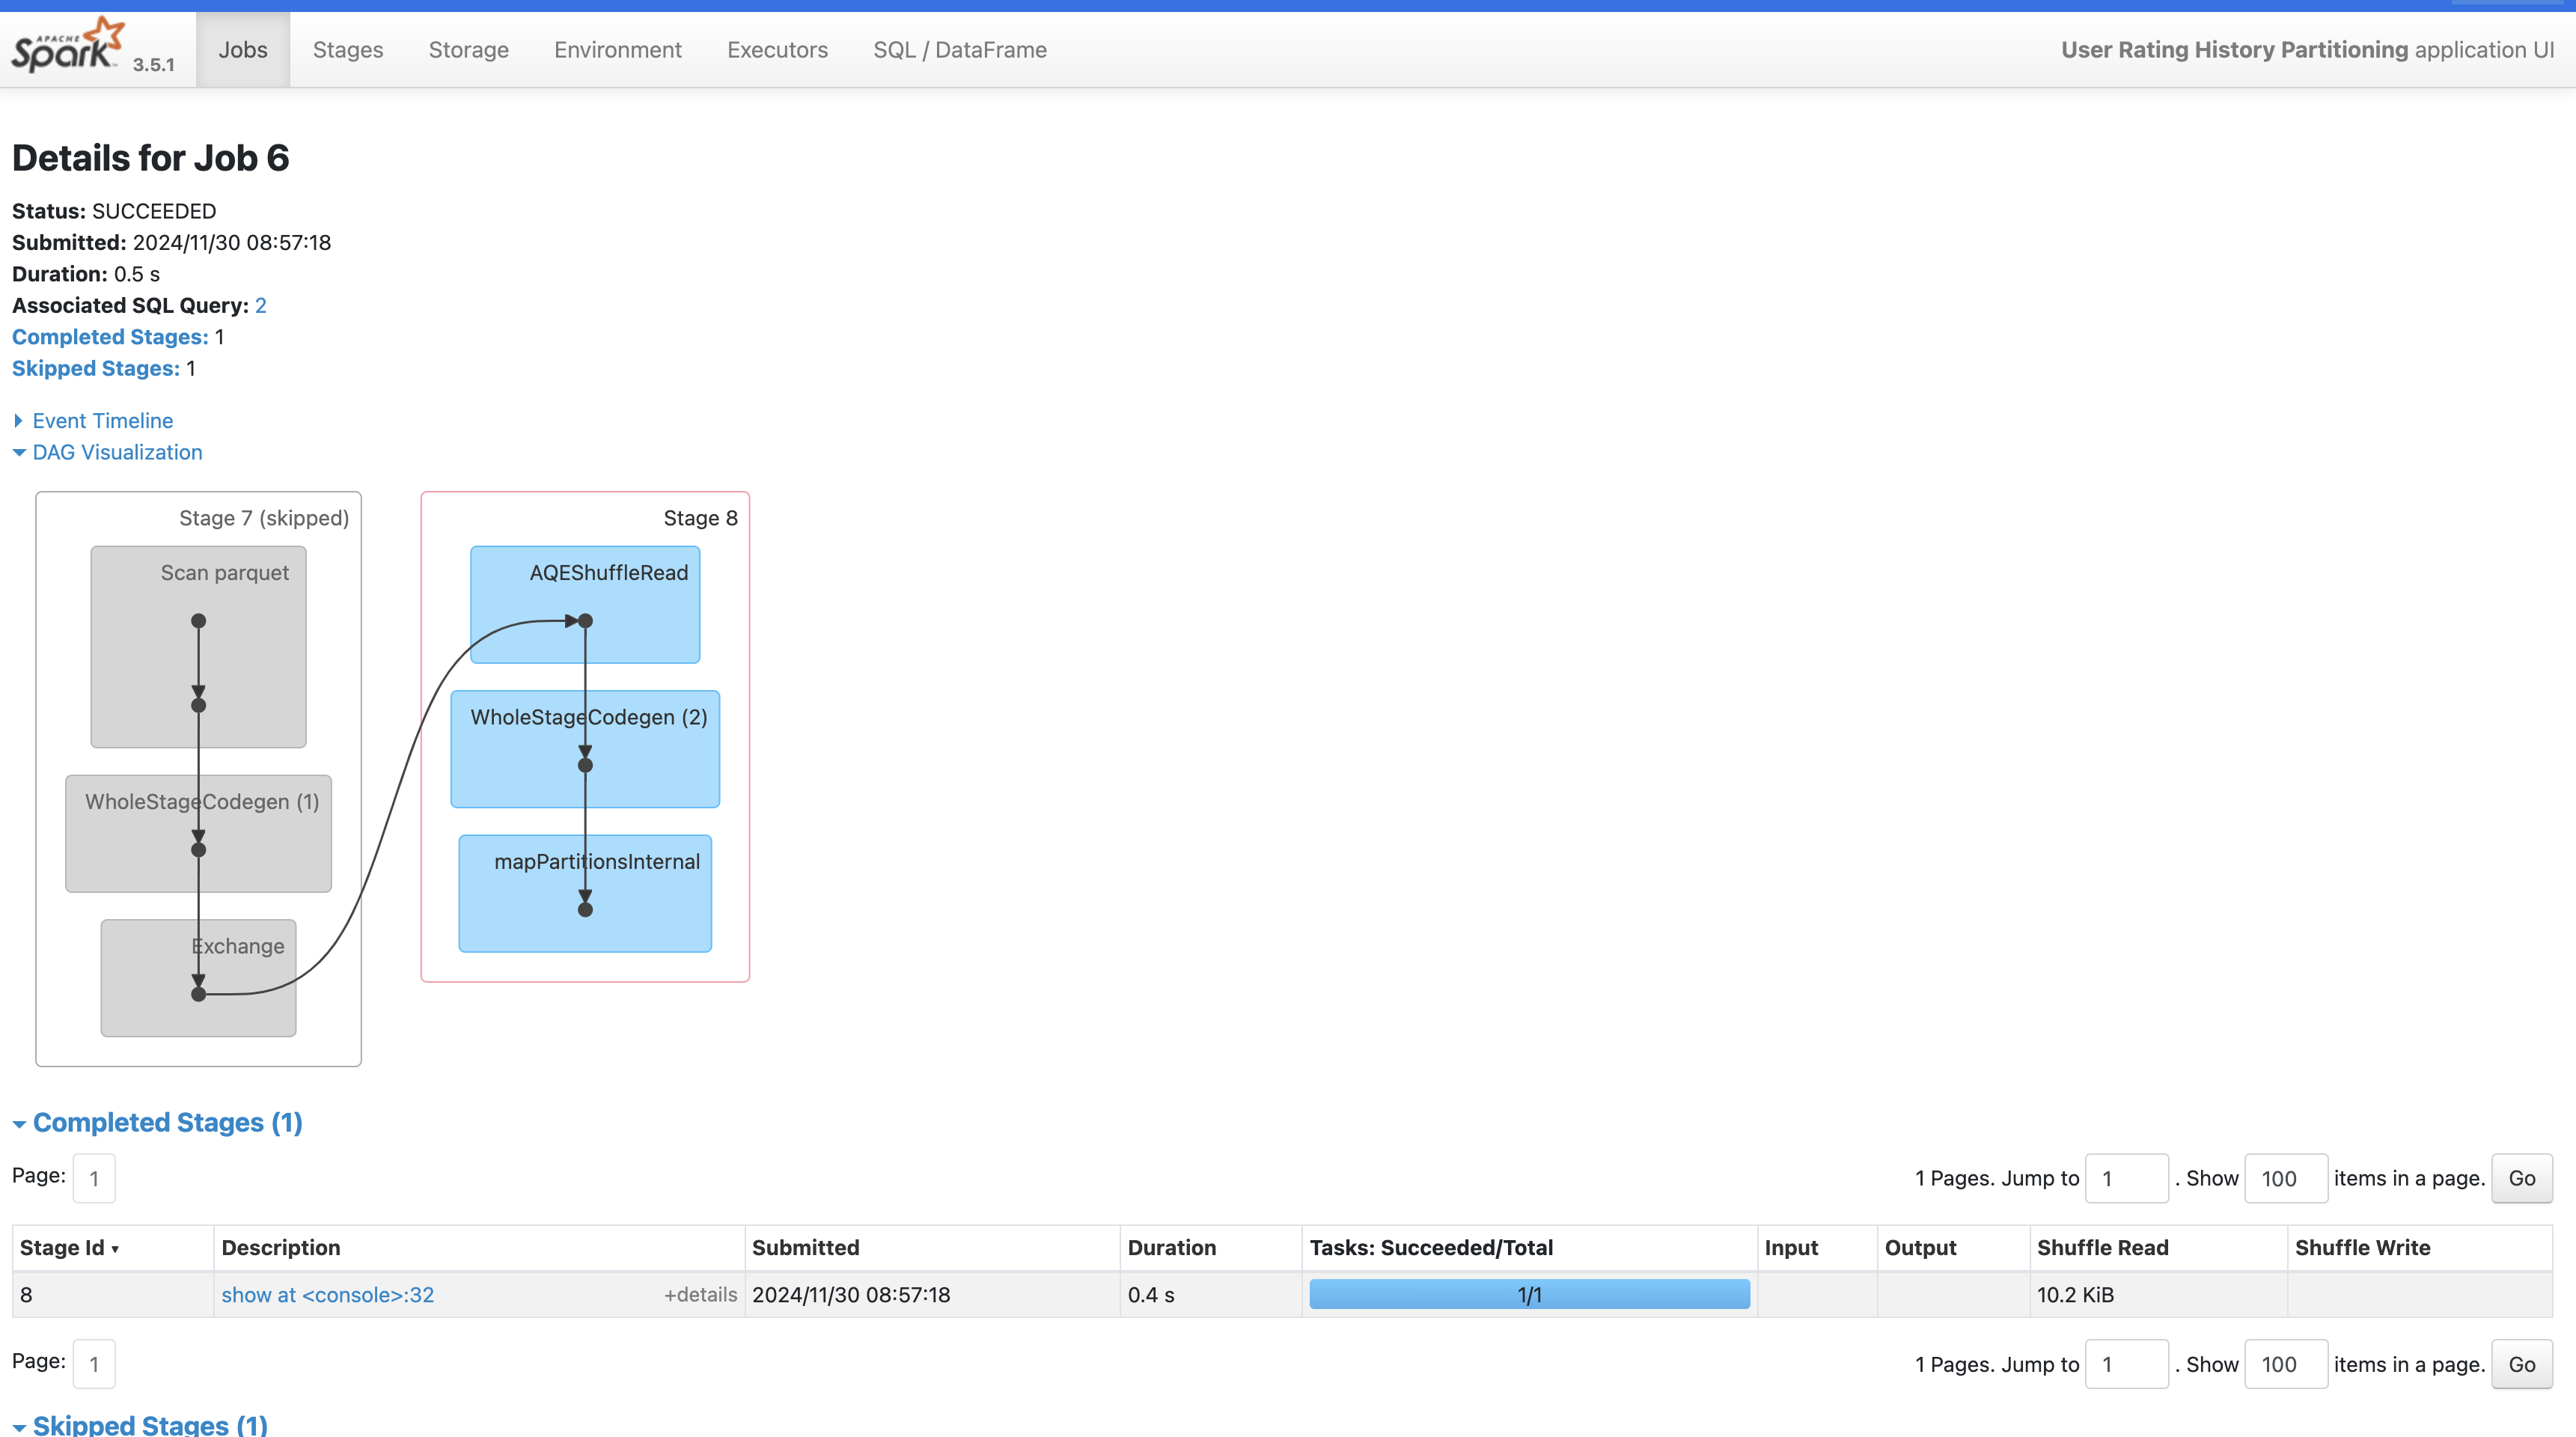 APACHE Spark 3.5.1 Jobs Stages Storage Environment Executors SQL / DataFrame User Rating History Partitioning application UI
Details for Job 6
Status: SUCCEEDED
Submitted: 2024/11/30 08:57:18
Duration: 0.5 s
Associated SQL Query: 2
Completed Stages: 1
Skipped Stages: 1
Event Timeline
DAG Visualization
Stage 7 (skipped)
Scan parquet
WholeStageCodegen (1)
Exchange
Stage 8
AQEShuffleRead
WholeStageCodegen (2)
mapPartitionsInternal
Completed Stages (1)
Page: 1 1 Pages. Jump to 1 . Show 100 items in a page. Go
Stage Id ▾ Description Submitted Duration Tasks: Succeeded/Total Input Output Shuffle Read Shuffle Write
8 show at <console>:32 +details 2024/11/30 08:57:18 0.4 s 1/1 10.2 KiB
Page: 1 1 Pages. Jump to 1 . Show 100 items in a page. Go
Skipped Stages (1)